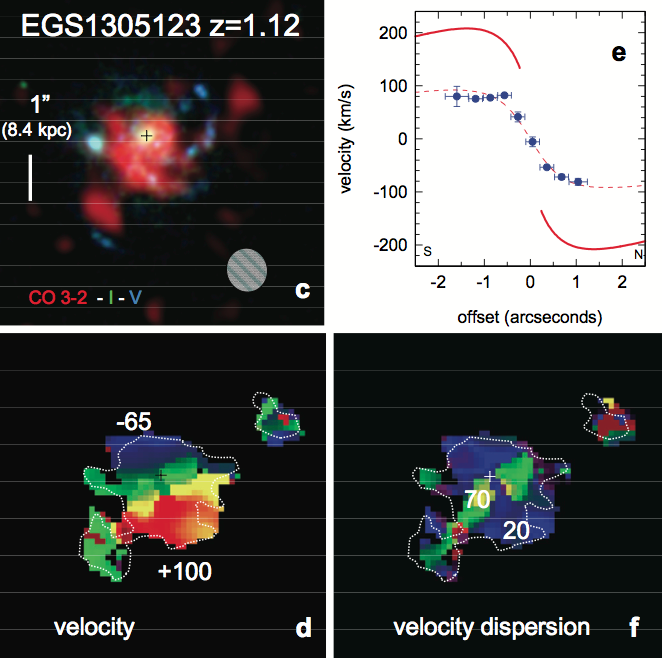 EGS1305123 z=1.12
1”
(8.4 kpc)
CO 3-2 - I - V
c
200
100
0
-100
-200
velocity (km/s)
e
S
N
-2
-1
0
1
2
offset (arcseconds)
-65
+100
velocity
d
70
20
velocity dispersion
f